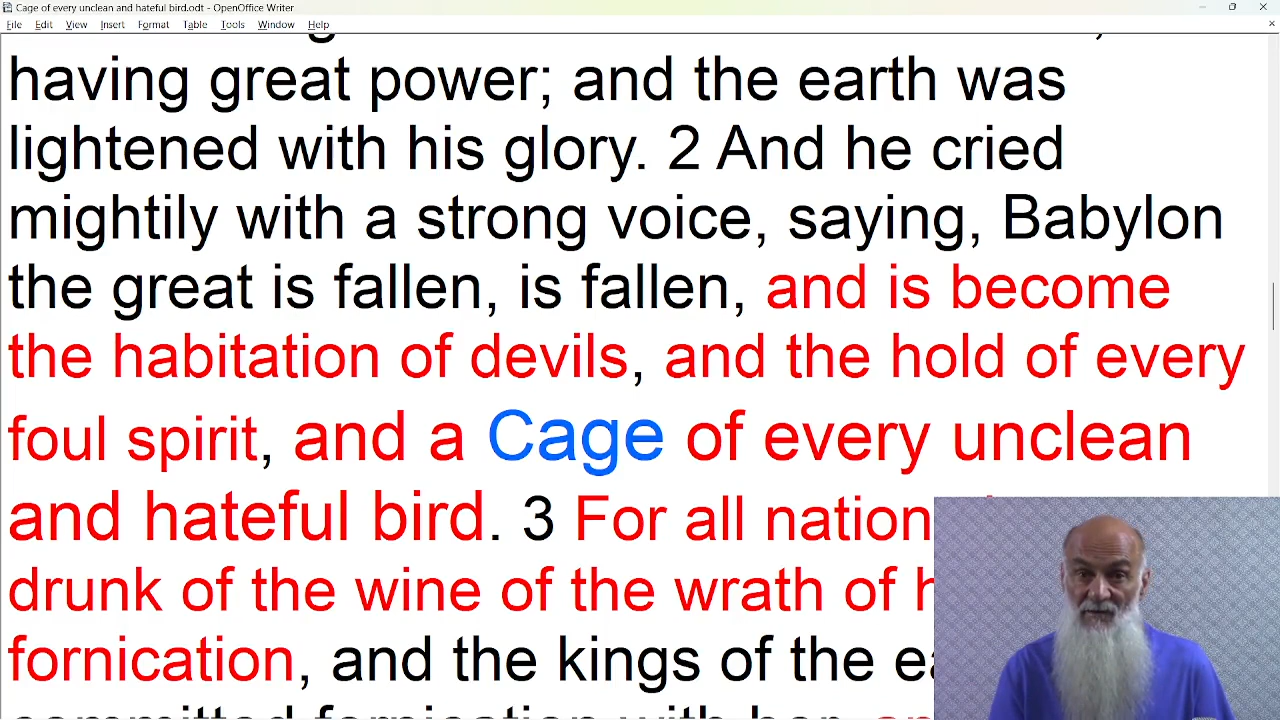 Cage of every unclean and hateful bird.odt - OpenOffice Writer
File Edit View Insert Format Table Tools Window Help
having great power; and the earth was
lightened with his glory. 2 And he cried
mightily with a strong voice, saying, Babylon
the great is fallen, is fallen, and is become
the habitation of devils, and the hold of every
foul spirit, and a Cage of every unclean
and hateful bird. 3 For all nation
drunk of the wine of the wrath of h
fornication, and the kings of the ea
committed fornication with her